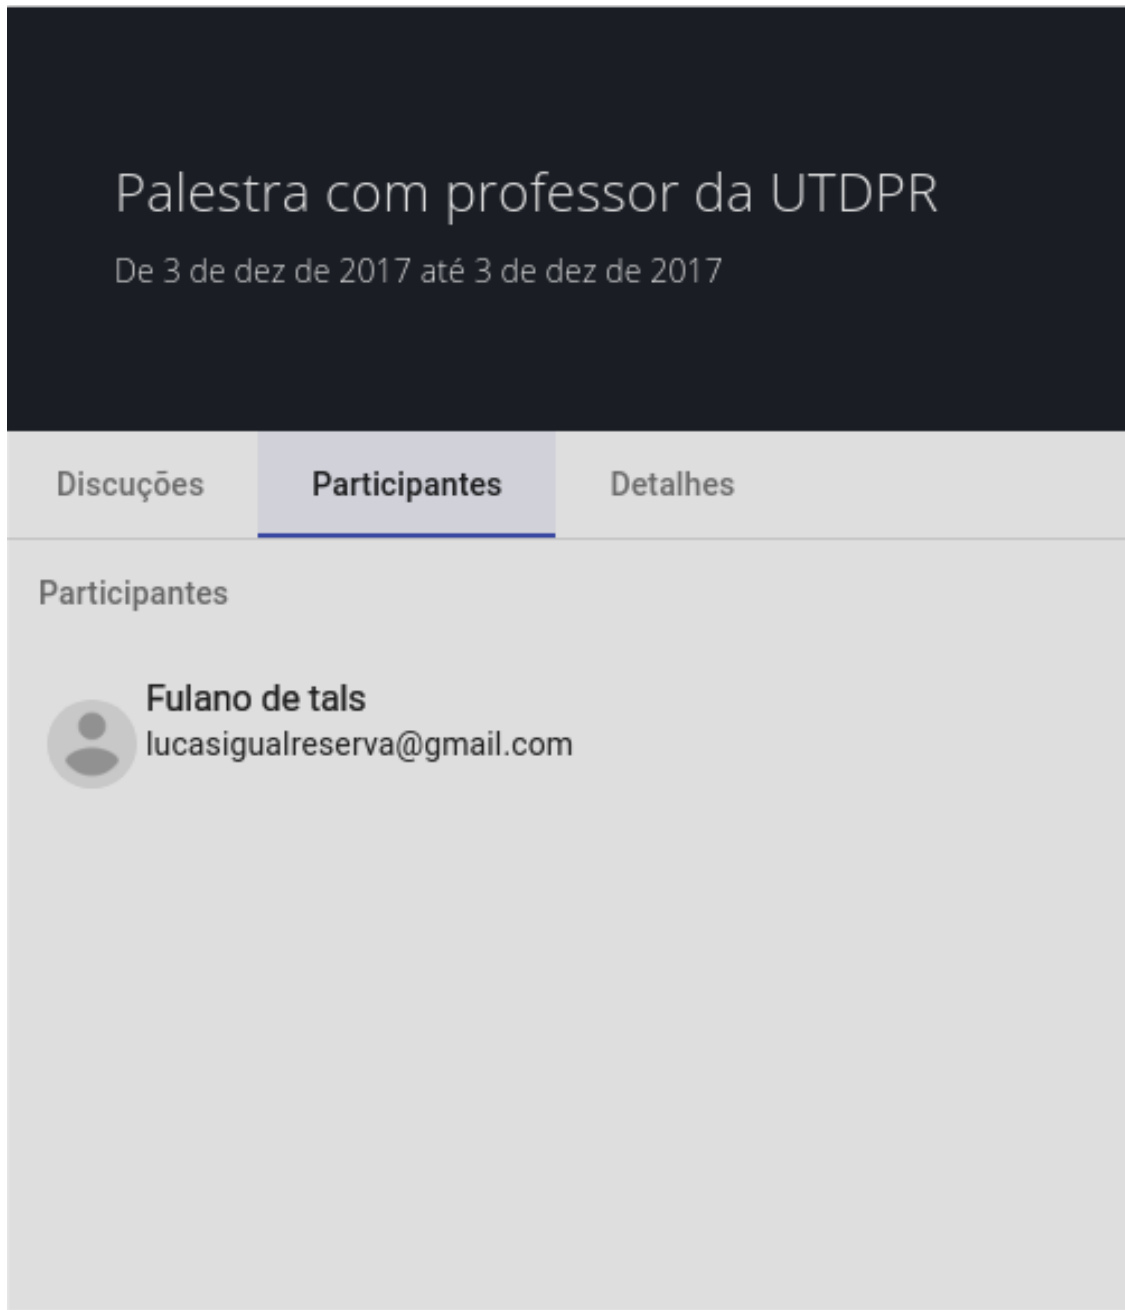 Palestra com professor da UTDPR
De 3 de dez de 2017 até 3 de dez de 2017
Discuções
Participantes
Detalhes
Participantes
Fulano de tals
lucasigualreserva@gmail.com